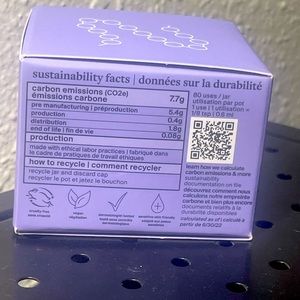 sustainability facts | données sur la durabilité
carbon emissions (CO2e)
émissions carbone
7.7g
pre manufacturing | préproduction 5.4g
production 0.4g
distribution 1.8g
end of life | fin de vie 0.08g
production
made with ethical labor practices | fabriqué dans
le cadre de pratiques de travail éthiques
how to recycle | comment recycler
recycle jar and discard cap
recycler le pot et jetez le bouchon
cruelty-free
vegan
végétalien
dermatologist tested
sensitive skin friendly
80 uses / jar
utilisation par pot
1 use | 1 utilisation =
1/8 tsp | 0.6 ml
learn how we calculate
carbon emissions & more
sustainability
documentation on file
découvrez comment nous
calculons notre empreinte
carbone et bien plus encore
documents relatifs à la
durabilité disponibles
calculated as of | calculé à
partir de 6/30/22